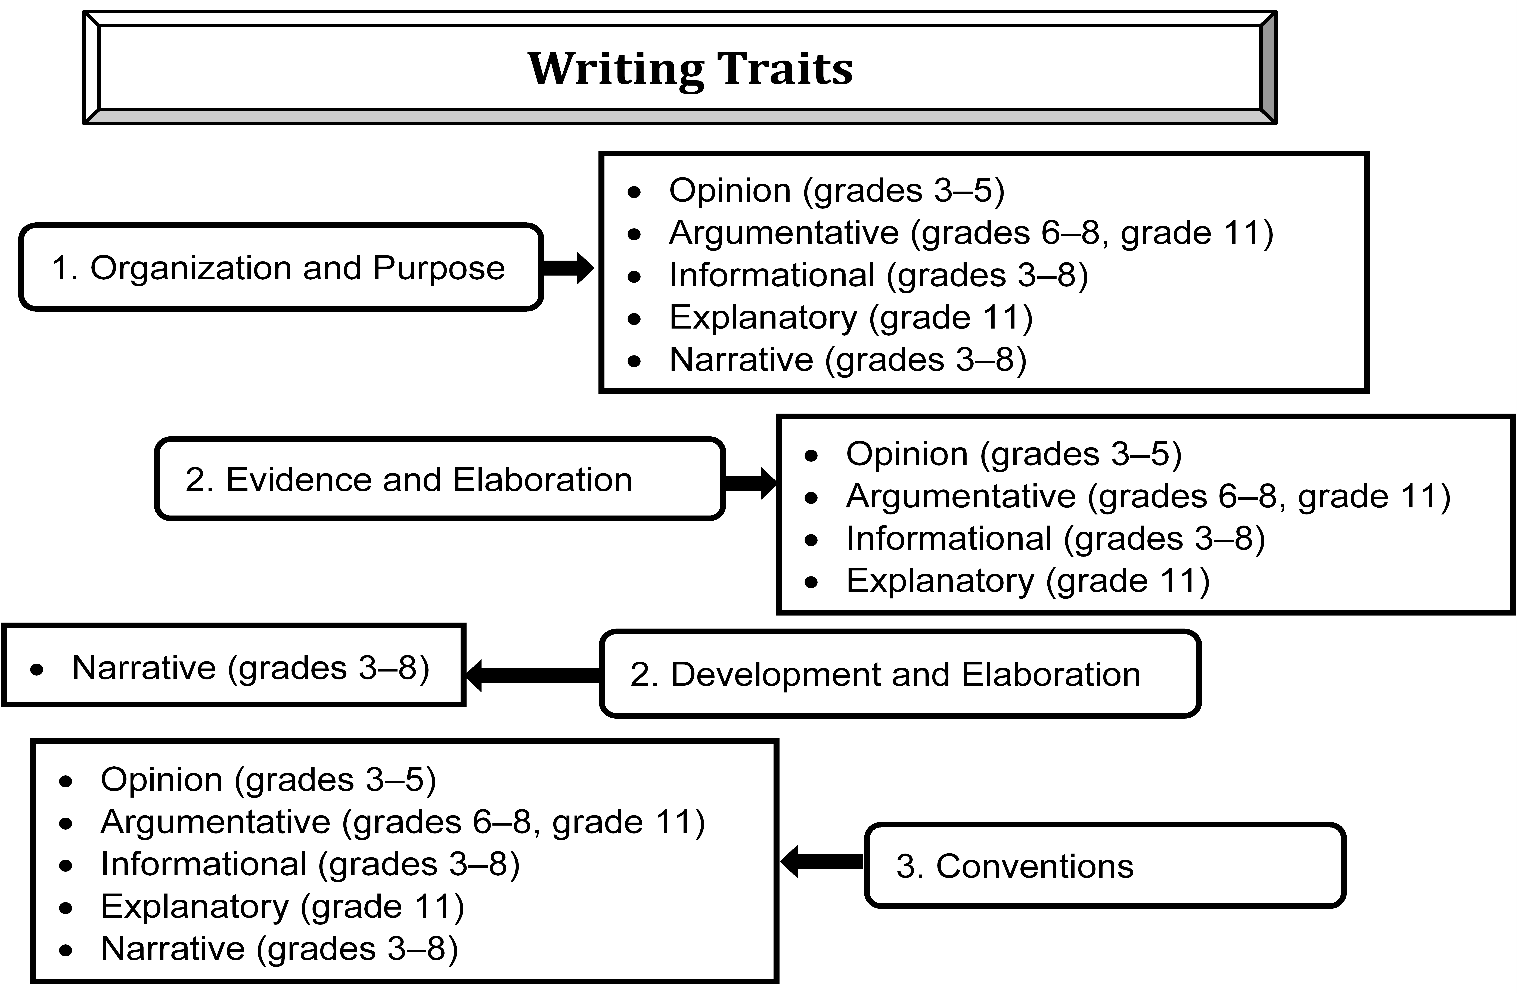 Writing Traits
1. Organization and Purpose
• Opinion (grades 3–5)
• Argumentative (grades 6–8, grade 11)
• Informational (grades 3–8)
• Explanatory (grade 11)
• Narrative (grades 3–8)
2. Evidence and Elaboration
• Opinion (grades 3–5)
• Argumentative (grades 6–8, grade 11)
• Informational (grades 3–8)
• Explanatory (grade 11)
2. Development and Elaboration
• Narrative (grades 3–8)
3. Conventions
• Opinion (grades 3–5)
• Argumentative (grades 6–8, grade 11)
• Informational (grades 3–8)
• Explanatory (grade 11)
• Narrative (grades 3–8)